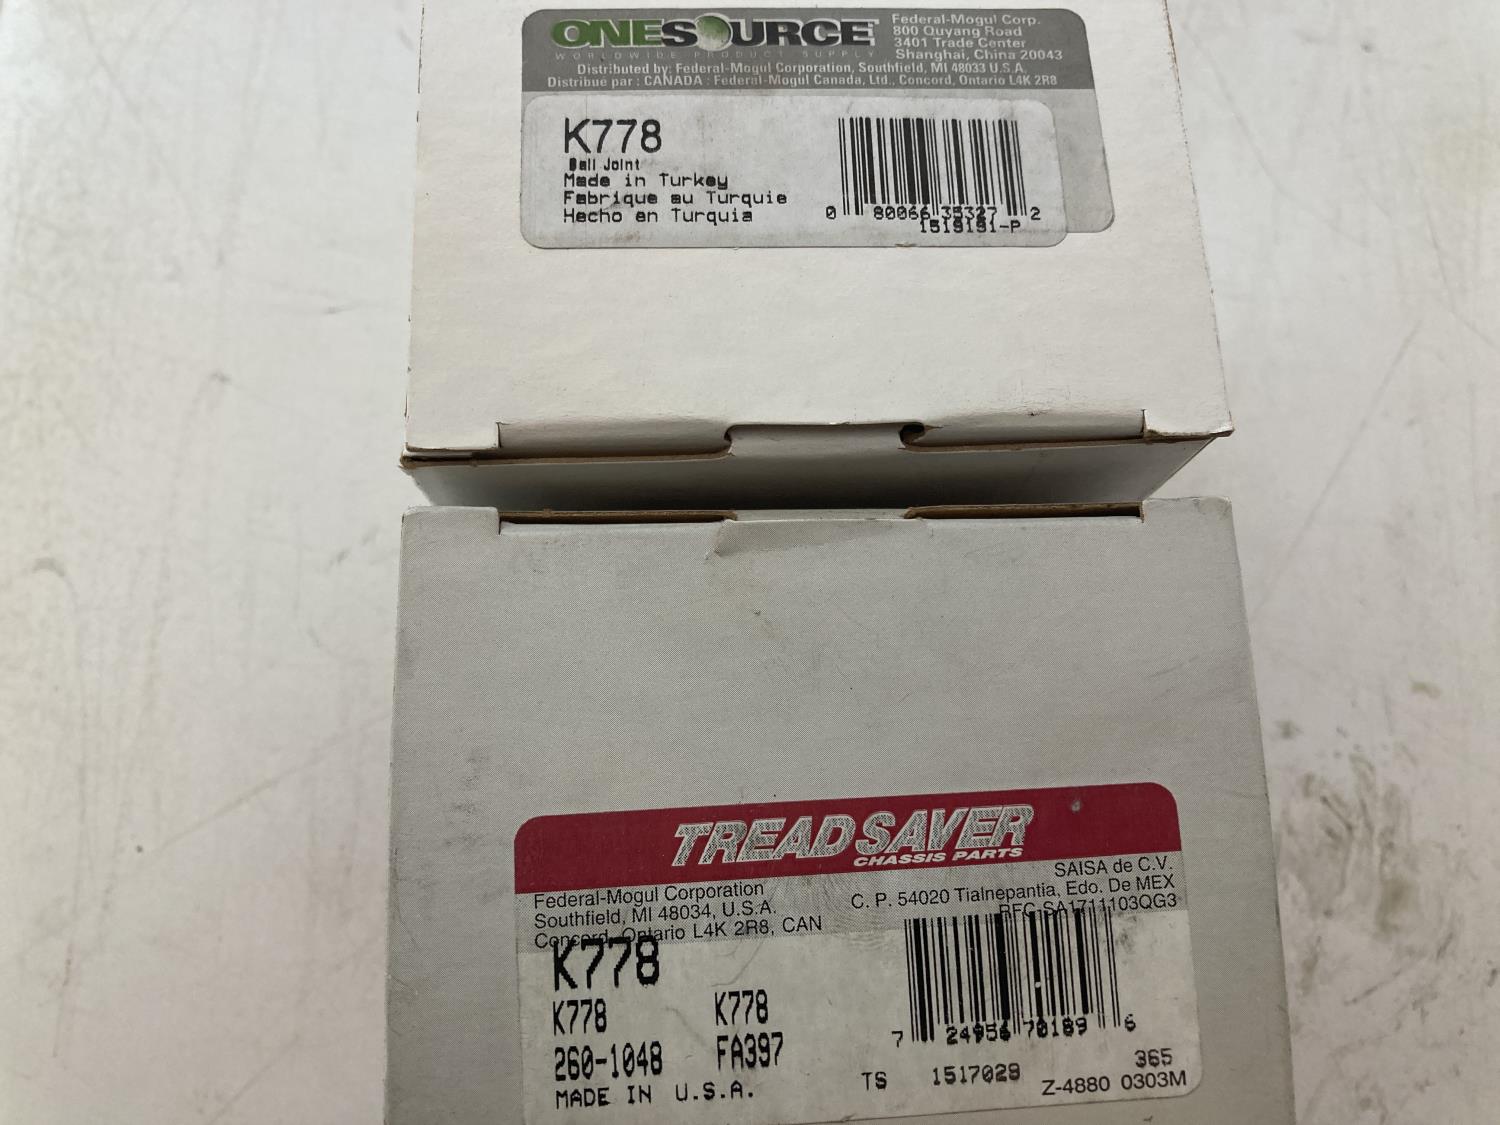 ONESOURCE
WORLDWIDE PRODUCT SUPPLY
Federal-Mogul Corp.
800 Quyang Road
3401 Trade Center
Shanghai, China 20043
Distributed by: Federal-Mogul Corporation, Southfield, MI 48033 U.S.A.
Distribue par : CANADA : Federal-Mogul Canada, Ltd., Concord, Ontario L4K 2R8
K778
Ball Joint
Made in Turkey
Fabrique au Turquie
Hecho en Turquia
0 80066 35327 2
1519191-P
TREADSAVER
CHASSIS PARTS
Federal-Mogul Corporation
Southfield, MI 48034, U.S.A.
Concord, Ontario L4K 2R8, CAN
SAISA de C.V.
C. P. 54020 Tlalnepantla, Edo. De MEX
RFC-SA1711103QG3
K778
K778 K778
260-1048 FA397
MADE IN U.S.A.
7 24956 70189 6
TS 1517029
365
Z-4880 0303M